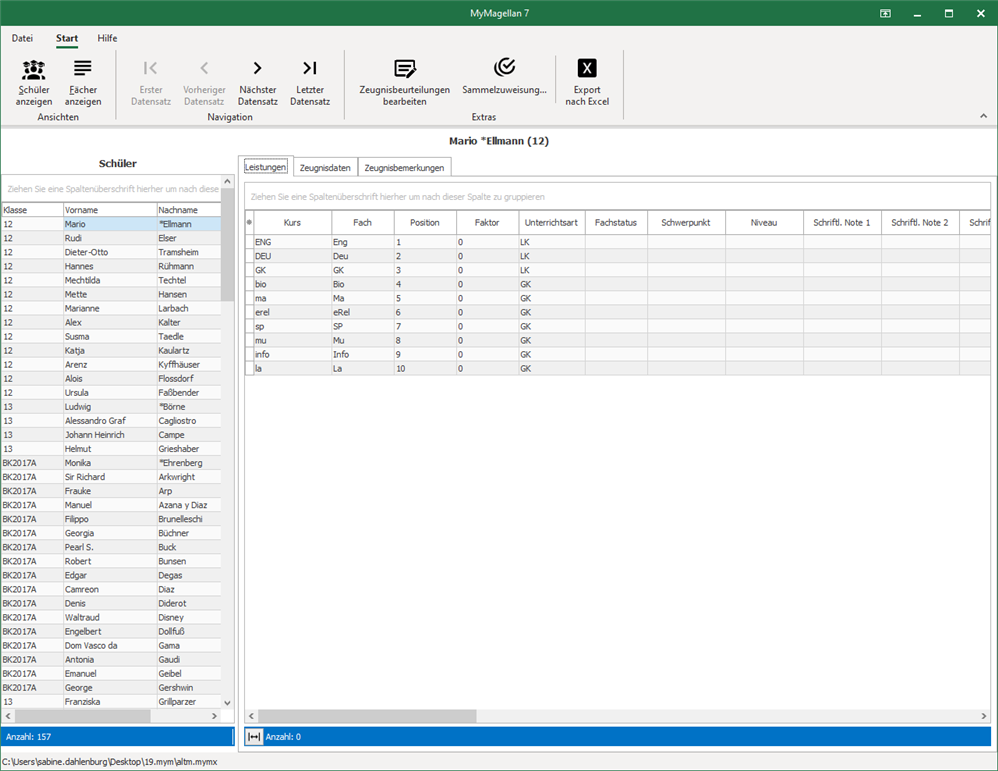 MyMagellan 7
Datei Start Hilfe
Schüler anzeigen
Fächer anzeigen
Erster Datensatz
Vorheriger Datensatz
Nächster Datensatz
Letzter Datensatz
Zeugnisbeurteilungen bearbeiten
Sammelzuweisung...
Export nach Excel
Ansichten Navigation Extras
Mario *Ellmann (12)
Schüler
Ziehen Sie eine Spaltenüberschrift hierher um nach diese
Klasse Vorname Nachname
12 Mario *Ellmann
12 Rudi Elser
12 Dieter-Otto Tramsheim
12 Hannes Rühmann
12 Mechtilda Techtel
12 Mette Hansen
12 Marianne Larbach
12 Alex Kalter
12 Susma Taedle
12 Katja Kaulartz
12 Arenz Kyffhäuser
12 Alois Flossdorf
12 Ursula Faßbender
13 Ludwig *Börne
13 Alessandro Graf Cagliostro
13 Johann Heinrich Campe
13 Helmut Grieshaber
BK2017A Monika *Ehrenberg
BK2017A Sir Richard Arkwright
BK2017A Frauke Arp
BK2017A Manuel Azana y Diaz
BK2017A Filippo Brunelleschi
BK2017A Georgia Büchner
BK2017A Pearl S. Buck
BK2017A Robert Bunsen
BK2017A Edgar Degas
BK2017A Camreon Diaz
BK2017A Denis Diderot
BK2017A Waltraud Disney
BK2017A Engelbert Dollfuß
BK2017A Dom Vasco da Gama
BK2017A Antonia Gaudi
BK2017A Emanuel Geibel
BK2017A George Gershwin
13 Franziska Grillparzer
Anzahl: 157
Leistungen Zeugnisdaten Zeugnisbemerkungen
Ziehen Sie eine Spaltenüberschrift hierher um nach dieser Spalte zu gruppieren
Kurs Fach Position Faktor Unterrichtsart Fachstatus Schwerpunkt Niveau Schriftl. Note 1 Schriftl. Note 2 Schrif
ENG Eng 1 0 LK
DEU Deu 2 0 LK
GK GK 3 0 LK
bio Bio 4 0 GK
ma Ma 5 0 GK
erel eRel 6 0 GK
sp SP 7 0 GK
mu Mu 8 0 GK
info Info 9 0 GK
la La 10 0 GK
Anzahl: 0
C:\Users\sabine.dahlenburg\Desktop\19.mym\altm.mymx